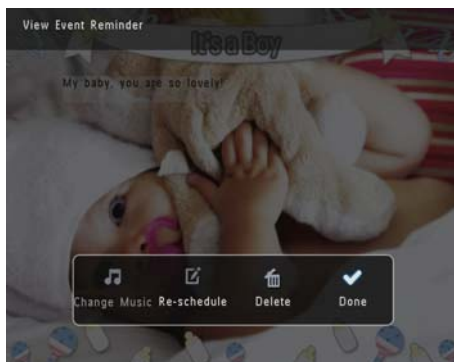 View Event Reminder
It's a Boy
My baby, you are so lovely!
Change Music Re-schedule Delete Done